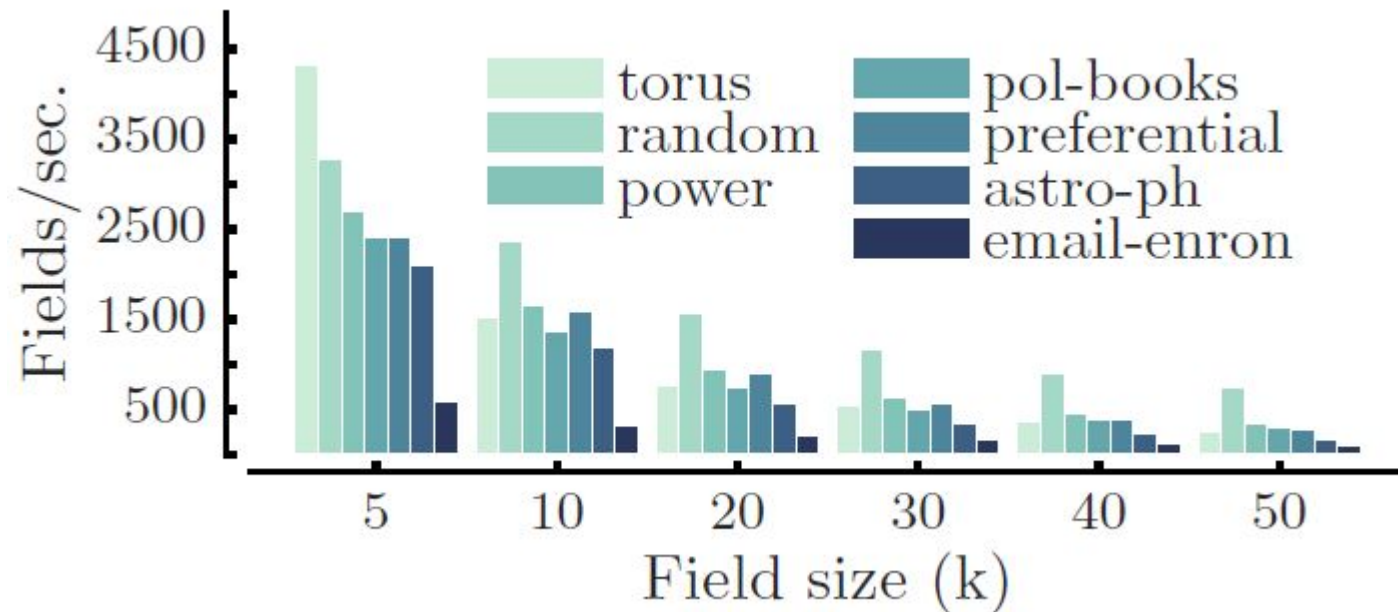 Fields/sec.
4500
3500
2500
1500
500
torus
random
power
pol-books
preferential
astro-ph
email-enron
5 10 20 30 40 50
Field size (k)